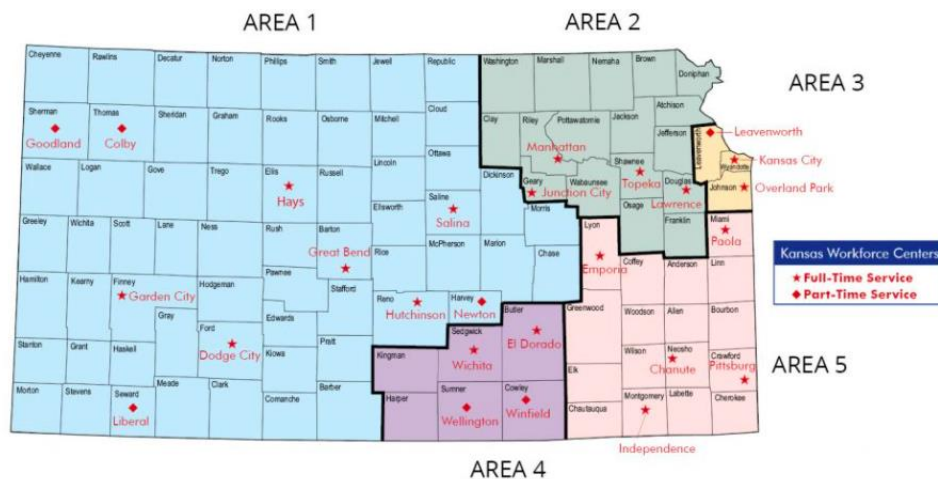 AREA 1
AREA 2
AREA 3
Cheyenne
Rawlins
Decatur
Norton
Phillips
Smith
Jewell
Republic
Washington
Marshall
Nemaha
Brown
Doniphan
Sherman
Thomas
Sheridan
Graham
Rooks
Osborne
Mitchell
Cloud
Clay
Riley
Pottawatomie
Jackson
Atchison
Jefferson
Leavenworth
Leavenworth
Goodland
Colby
Ottawa
Manhattan
Wyandotte
Kansas City
Wallace
Logan
Gove
Trego
Ellis
Hays
Russell
Lincoln
Dickinson
Geary
Junction City
Wabaunsee
Shawnee
Topeka
Douglas
Lawrence
Johnson
Overland Park
Ellsworth
Saline
Salina
Morris
Osage
Franklin
Miami
Paola
Greeley
Wichita
Scott
Lane
Ness
Rush
Barton
Great Bend
Rice
McPherson
Marion
Chase
Lyon
Emporia
Coffey
Anderson
Linn
Kansas Workforce Centers
Full-Time Service
Part-Time Service
Hamilton
Kearny
Finney
Garden City
Hodgeman
Pawnee
Stafford
Reno
Hutchinson
Harvey
Newton
Butler
El Dorado
Greenwood
Woodson
Allen
Bourbon
Gray
Ford
Dodge City
Edwards
Kiowa
Pratt
Kingman
Sedgwick
Wichita
Stanton
Grant
Haskell
Elk
Wilson
Neosho
Chanute
Crawford
Pittsburg
AREA 5
Morton
Stevens
Seward
Liberal
Meade
Clark
Comanche
Barber
Harper
Sumner
Wellington
Cowley
Winfield
Chautauqua
Montgomery
Labette
Cherokee
Independence
AREA 4